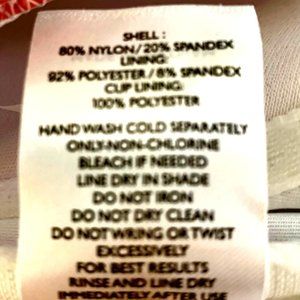 SHELL :
80% NYLON/20% SPANDEX
LINING:
92% POLYESTER / 8% SPANDEX
CUP LINING:
100% POLYESTER
HAND WASH COLD SEPARATELY
ONLY-NON-CHLORINE
BLEACH IF NEEDED
LINE DRY IN SHADE
DO NOT IRON
DO NOT DRY CLEAN
DO NOT WRING OR TWIST
EXCESSIVELY
FOR BEST RESULTS
RINSE AND LINE DRY
IMMEDIATELY AFTER USE